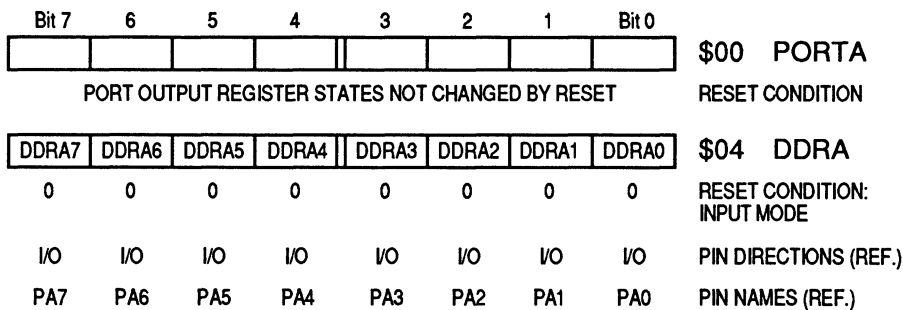 Bit 7 6 5 4 3 2 1 Bit 0
$00 PORTA
PORT OUTPUT REGISTER STATES NOT CHANGED BY RESET RESET CONDITION
DDRA7 DDRA6 DDRA5 DDRA4 DDRA3 DDRA2 DDRA1 DDRA0 $04 DDRA
0 0 0 0 0 0 0 0 RESET CONDITION:
INPUT MODE
I/O I/O I/O I/O I/O I/O I/O I/O PIN DIRECTIONS (REF.)
PA7 PA6 PA5 PA4 PA3 PA2 PA1 PA0 PIN NAMES (REF.)